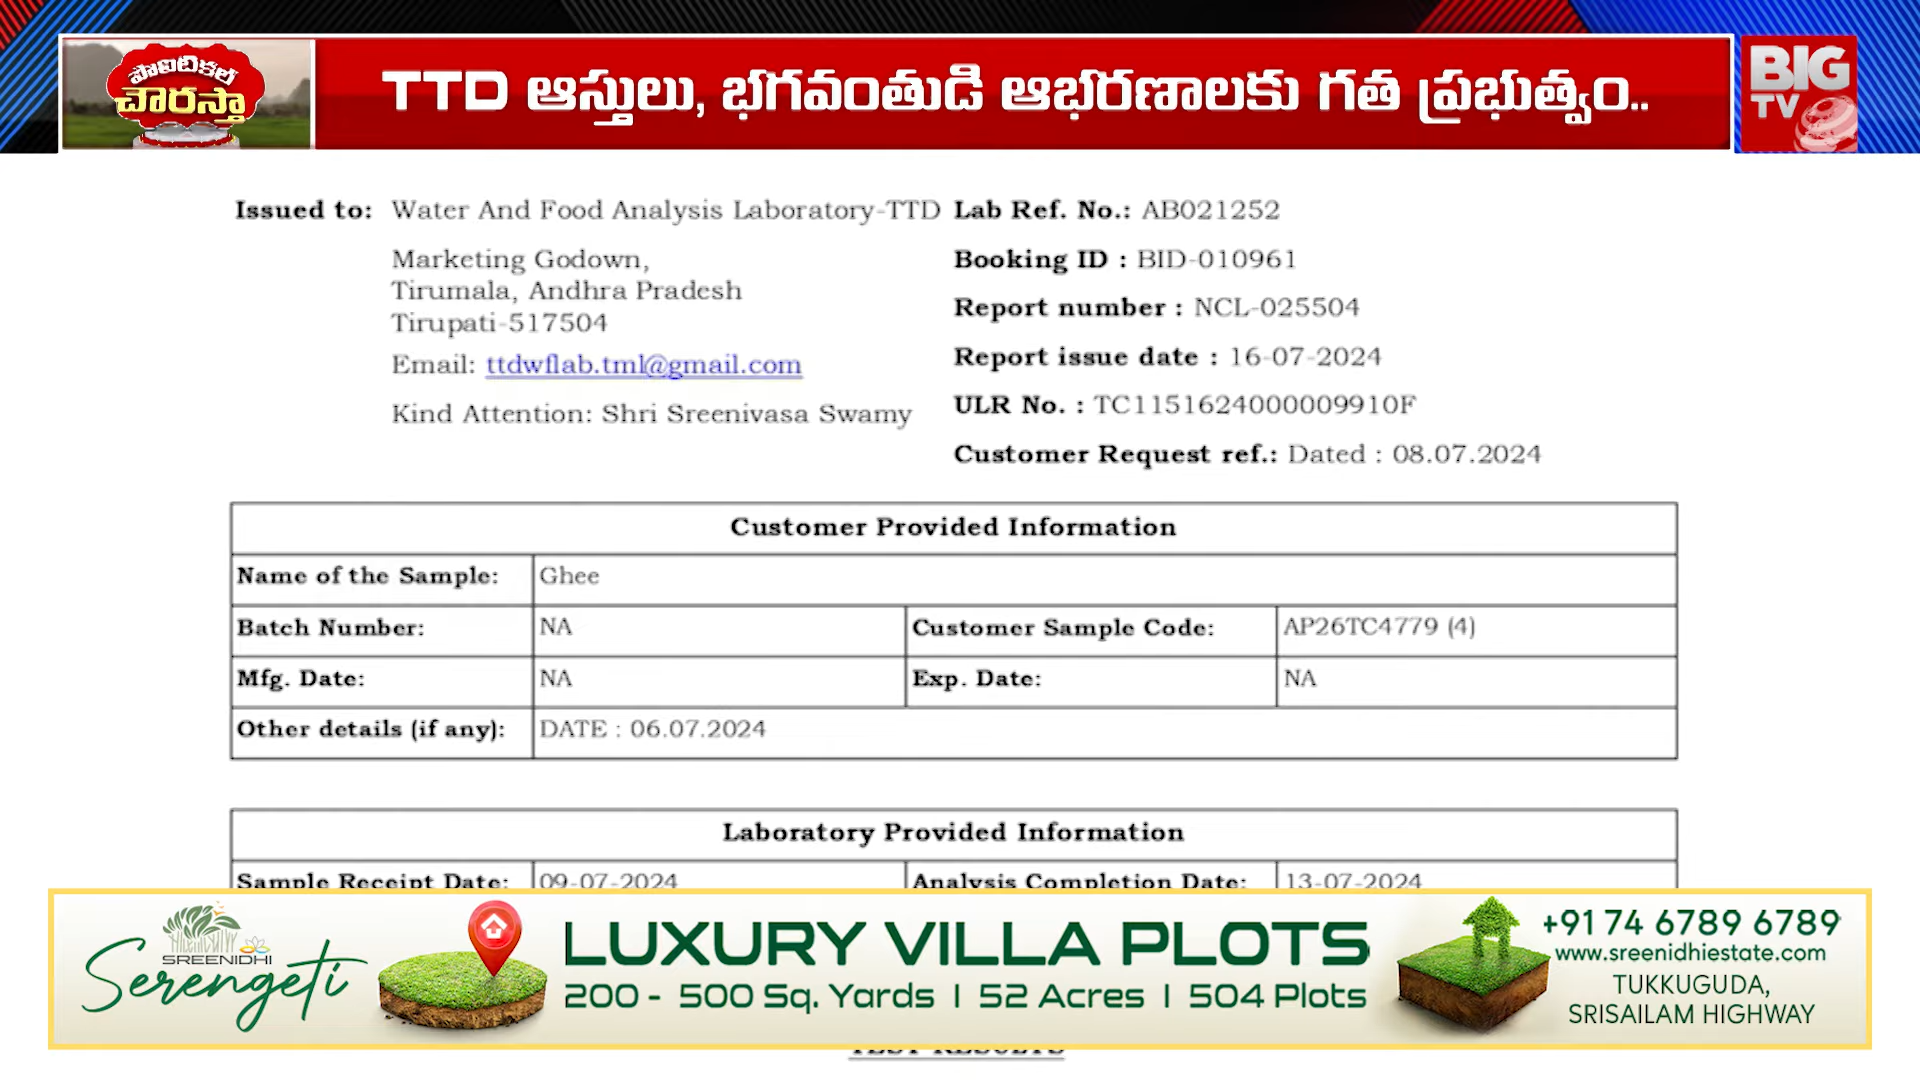 పొలిటికల్
చౌరస్తా
TTD ఆస్తులు, భగవంతుడి ఆభరణాలకు గత ప్రభుత్వం..
BIG
TV
Issued to: Water And Food Analysis Laboratory-TTD
Marketing Godown,
Tirumala, Andhra Pradesh
Tirupati-517504
Email: ttdwflab.tml@gmail.com
Kind Attention: Shri Sreenivasa Swamy
Lab Ref. No.: AB021252
Booking ID : BID-010961
Report number : NCL-025504
Report issue date : 16-07-2024
ULR No. : TC1151624000009910F
Customer Request ref.: Dated : 08.07.2024
Customer Provided Information
Name of the Sample: Ghee
Batch Number: NA Customer Sample Code: AP26TC4779 (4)
Mfg. Date: NA Exp. Date: NA
Other details (if any): DATE : 06.07.2024
Laboratory Provided Information
Sample Receipt Date: 09-07-2024 Analysis Completion Date: 13-07-2024
SREENIDHI
Serengeti
LUXURY VILLA PLOTS
200 - 500 Sq. Yards I 52 Acres I 504 Plots
+91 74 6789 6789
www.sreenidhiestate.com
TUKKUGUDA,
SRISAILAM HIGHWAY
TEST RESULTS